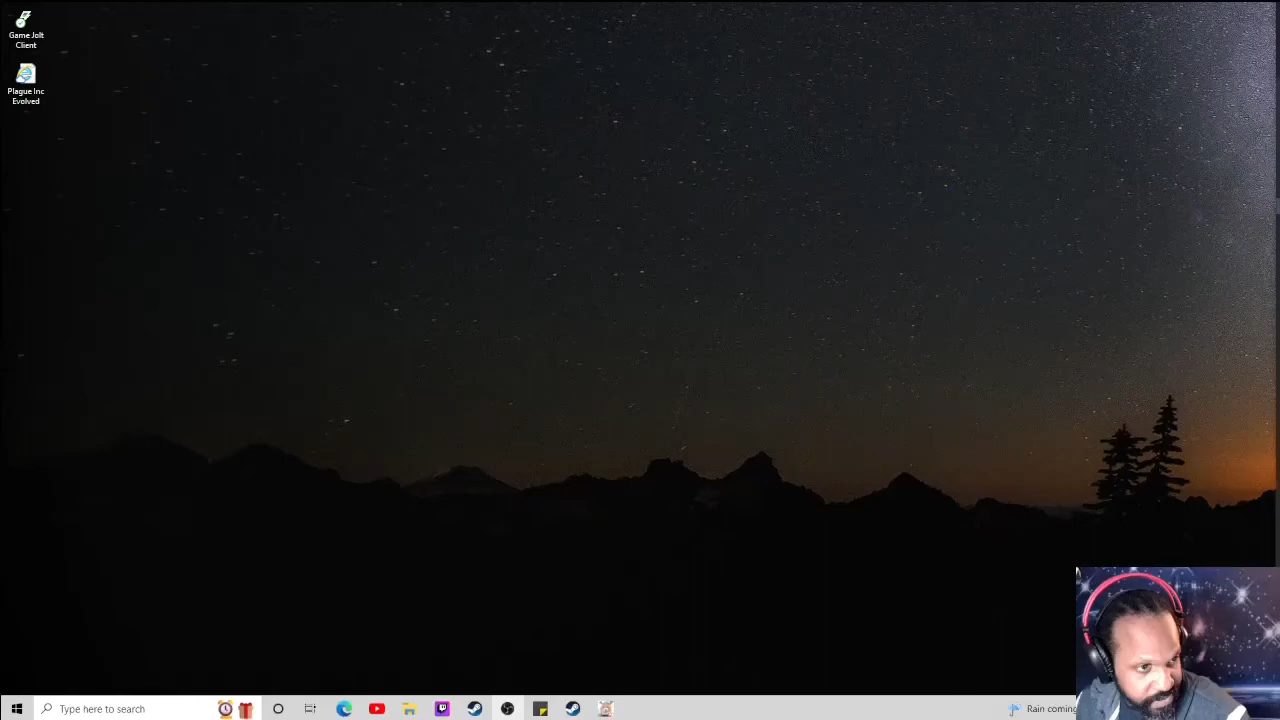 Game Jolt
Client
Plague Inc
Evolved
Type here to search
Rain coming